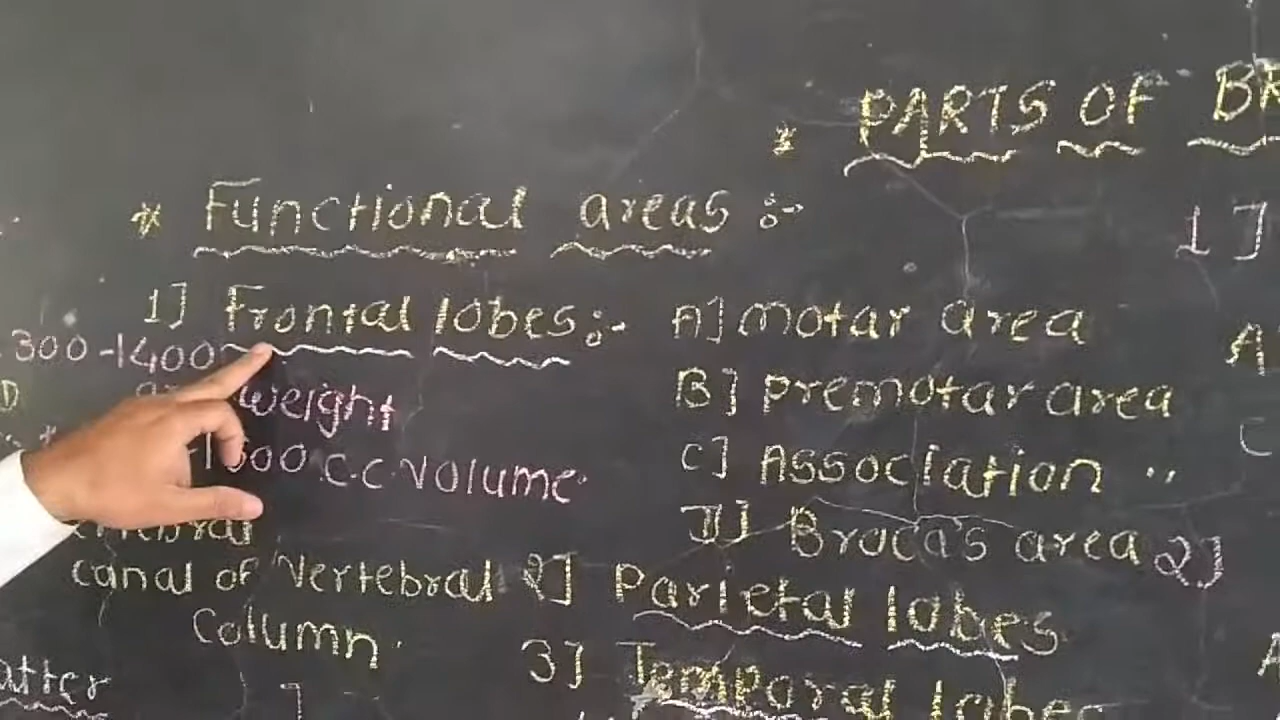 * PARTS OF BR
* Functional areas :-
1]
1] Frontal lobes :- A] motar area
300 -1400
A
weight
B] premotar area
C
C.C. Volume.
C] Association ,,
D] Broca's area
2]
canal of Vertebral
Column.
2] Parietal lobes
3] Temporal lobes
atter